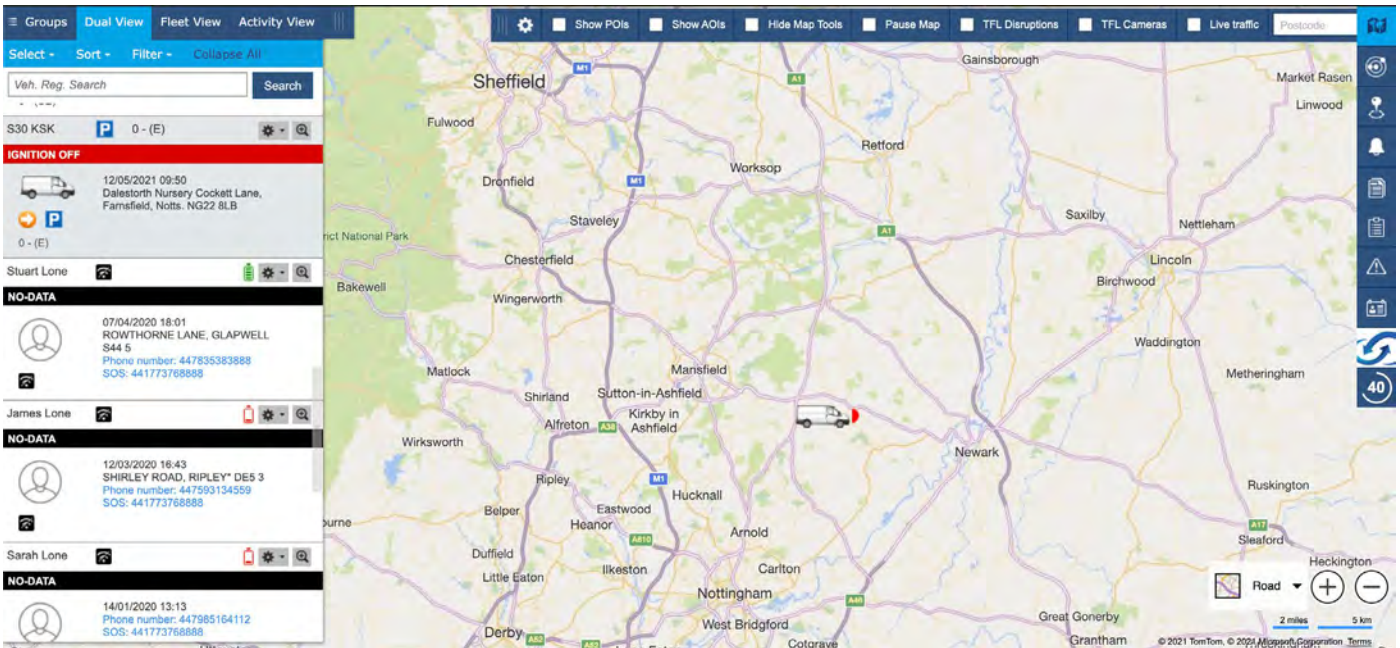 ≡ Groups Dual View Fleet View Activity View
Select - Sort - Filter - Collapse All
Veh. Reg. Search Search
S30 KSK P 0 - (E)
IGNITION OFF
12/05/2021 09:50
Dalestorth Nursery Cockett Lane,
Farnsfield, Notts. NG22 8LB
P
0 - (E)
Stuart Lone
NO-DATA
07/04/2020 18:01
ROWTHORNE LANE, GLAPWELL
S44 5
Phone number: 447835383888
SOS: 441773768888
James Lone
NO-DATA
12/03/2020 16:43
SHIRLEY ROAD, RIPLEY* DE5 3
Phone number: 447593134559
SOS: 441773768888
Sarah Lone
NO-DATA
14/01/2020 13:13
Phone number: 447985164112
SOS: 441773768888
Show POIs Show AOIs Hide Map Tools Pause Map TFL Disruptions TFL Cameras Live traffic Postcode
Gainsborough
Sheffield M1 A1 Market Rasen
Linwood
Fulwood
Retford
Worksop
Dronfield M1
Staveley Saxilby Nettleham
A1
rict National Park
Chesterfield Lincoln
Bakewell Birchwood
Wingerworth
Waddington
Matlock Mansfield Metheringham
40
Shirland Sutton-in-Ashfield
Alfreton A38 Kirkby in
Ashfield
Wirksworth
Newark
Ripley M1 Ruskington
Hucknall
Belper Eastwood
Heanor Arnold A17
A610 Sleaford
Duffield
Ilkeston Carlton Heckington
Little Eaton
Road
Nottingham
A46
West Bridgford Great Gonerby
2 miles 5 km
Derby A52 A52 Cotgrave Grantham
© 2021 TomTom, © 2024 Microsoft Corporation Terms